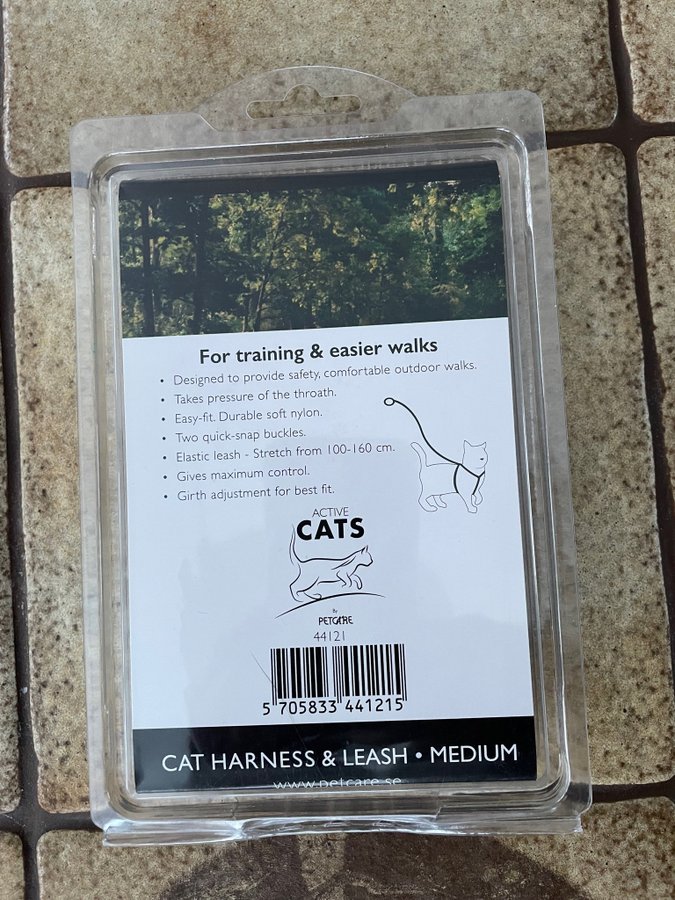 For training & easier walks
• Designed to provide safety, comfortable outdoor walks.
• Takes pressure of the throath.
• Easy-fit. Durable soft nylon.
• Two quick-snap buckles.
• Elastic leash - Stretch from 100-160 cm.
• Gives maximum control.
• Girth adjustment for best fit.
ACTIVE
CATS
By
PETCARE
44121
5 705833 441215
CAT HARNESS & LEASH • MEDIUM
www.petcare.se